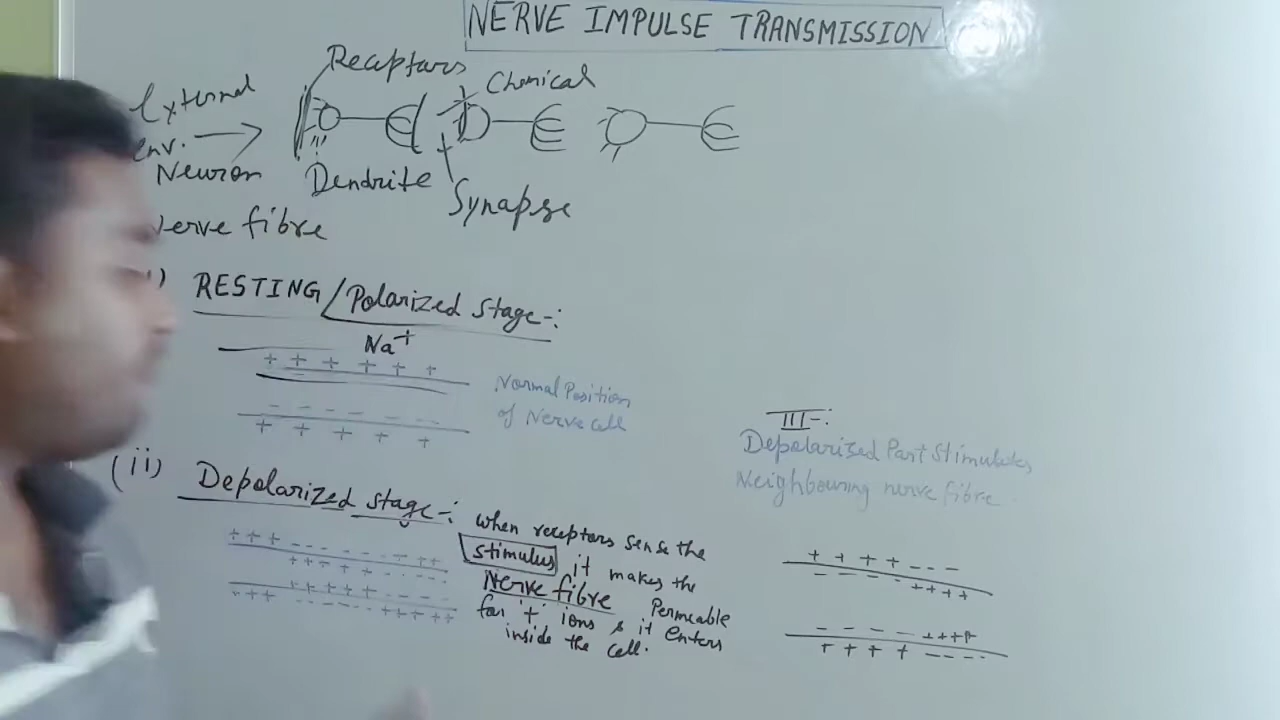 NERVE IMPULSE TRANSMISSION
Receptors
Chemical
External
env.
Neuron
Dendrite
Synapse
Nerve fibre
RESTING/Polarized stage-:
Na+
+ + + + + +
- - - - - -
+ + + + +
Normal Position
of Nerve cell
(ii) Depolarized stage-:
when receptors sense the
stimulus it makes the
Nerve fibre Permeable
for '+' ions & it enters
inside the cell.
III-:
Depolarized Part Stimulates
Neighbouring nerve fibre
+ + + + - - -
- - - - + + + +
- - - - + + + +
+ + + + - - - -